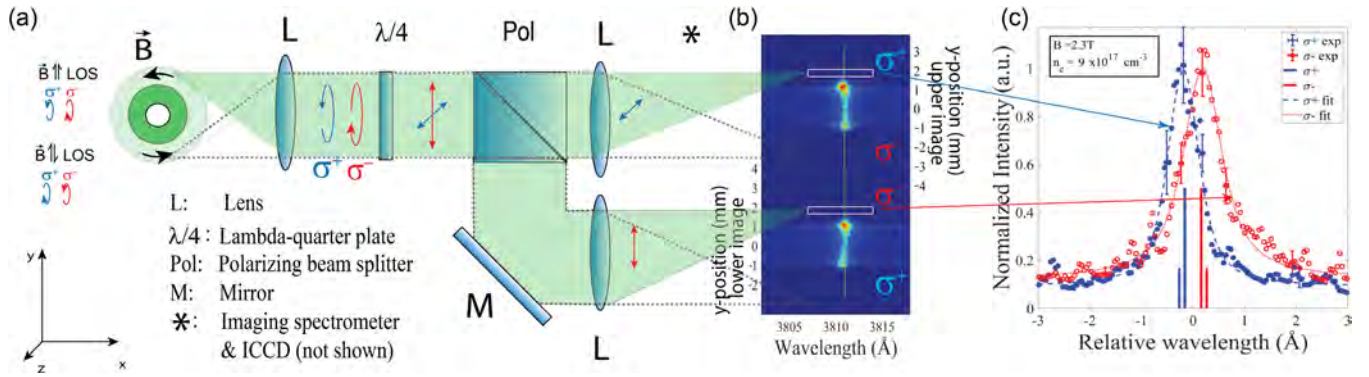 (a)
B
L
λ/4
Pol
L
*
B⇈ LOS
σ+ σ-
B⇅ LOS
σ+ σ-
σ+ σ-
L: Lens
λ/4 : Lambda-quarter plate
Pol: Polarizing beam splitter
M: Mirror
*: Imaging spectrometer
& ICCD (not shown)
M
L
y
x
z
(b)
σ+
σ-
σ-
σ+
3
2
1
0
-1
-2
-3
-4
y-position (mm)
upper image
4
3
2
1
0
-1
-2
y-position (mm)
lower image
3805 3810 3815
Wavelength (Å)
(c)
B =2.3T
n_e = 9 x10^17 cm^-3
σ+ exp
σ- exp
σ+
σ-
σ+ fit
σ- fit
1
0.8
0.6
0.4
0.2
0
Normalized Intensity (a.u.)
-3 -2 -1 0 1 2 3
Relative wavelength (Å)